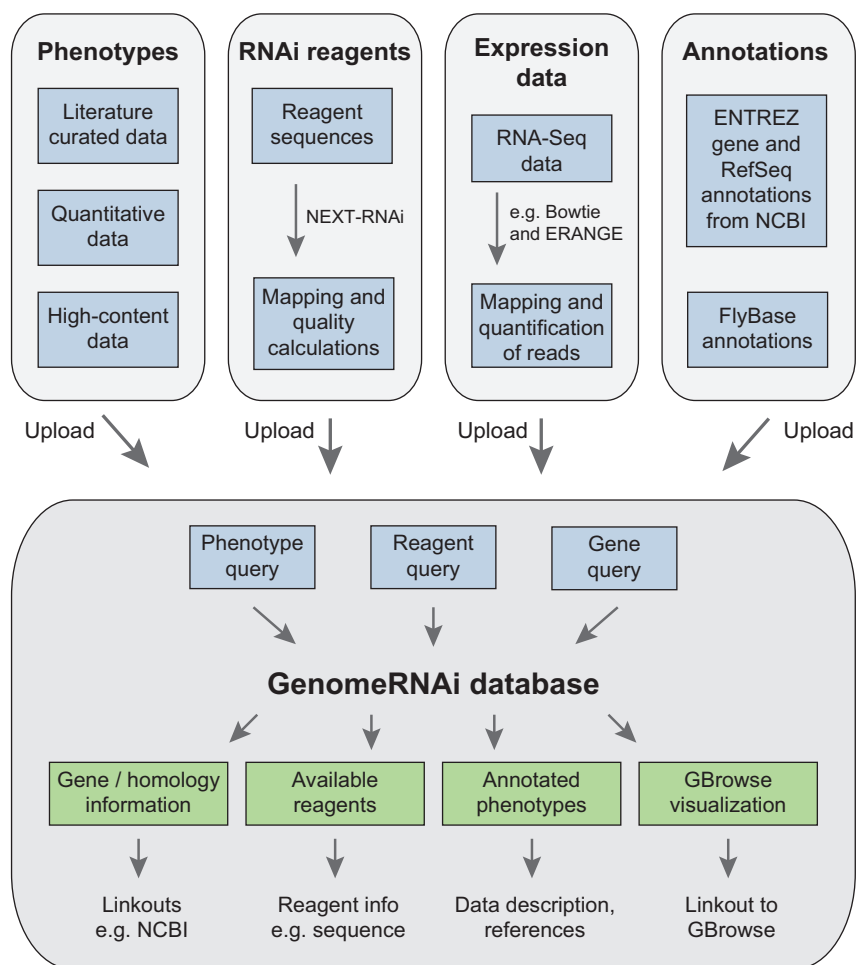 Phenotypes
Literature
curated data
Quantitative
data
High-content
data
RNAi reagents
Reagent
sequences
NEXT-RNAi
Mapping and
quality
calculations
Expression
data
RNA-Seq
data
e.g. Bowtie
and ERANGE
Mapping and
quantification
of reads
Annotations
ENTREZ
gene and
RefSeq
annotations
from NCBI
FlyBase
annotations
Upload
Upload
Upload
Upload
Phenotype
query
Reagent
query
Gene
query
GenomeRNAi database
Gene / homology
information
Available
reagents
Annotated
phenotypes
GBrowse
visualization
Linkouts
e.g. NCBI
Reagent info
e.g. sequence
Data description,
references
Linkout to
GBrowse